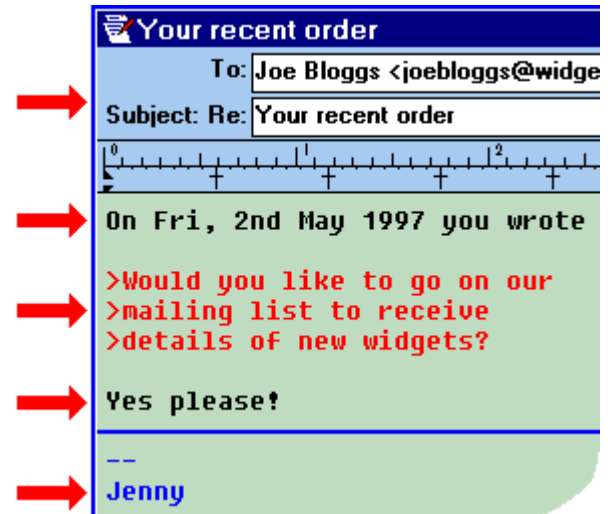 Your recent order
To: Joe Bloggs <joebloggs@widge
Subject: Re: Your recent order
0 1 2
On Fri, 2nd May 1997 you wrote
>Would you like to go on our
>mailing list to receive
>details of new widgets?
Yes please!
--
Jenny